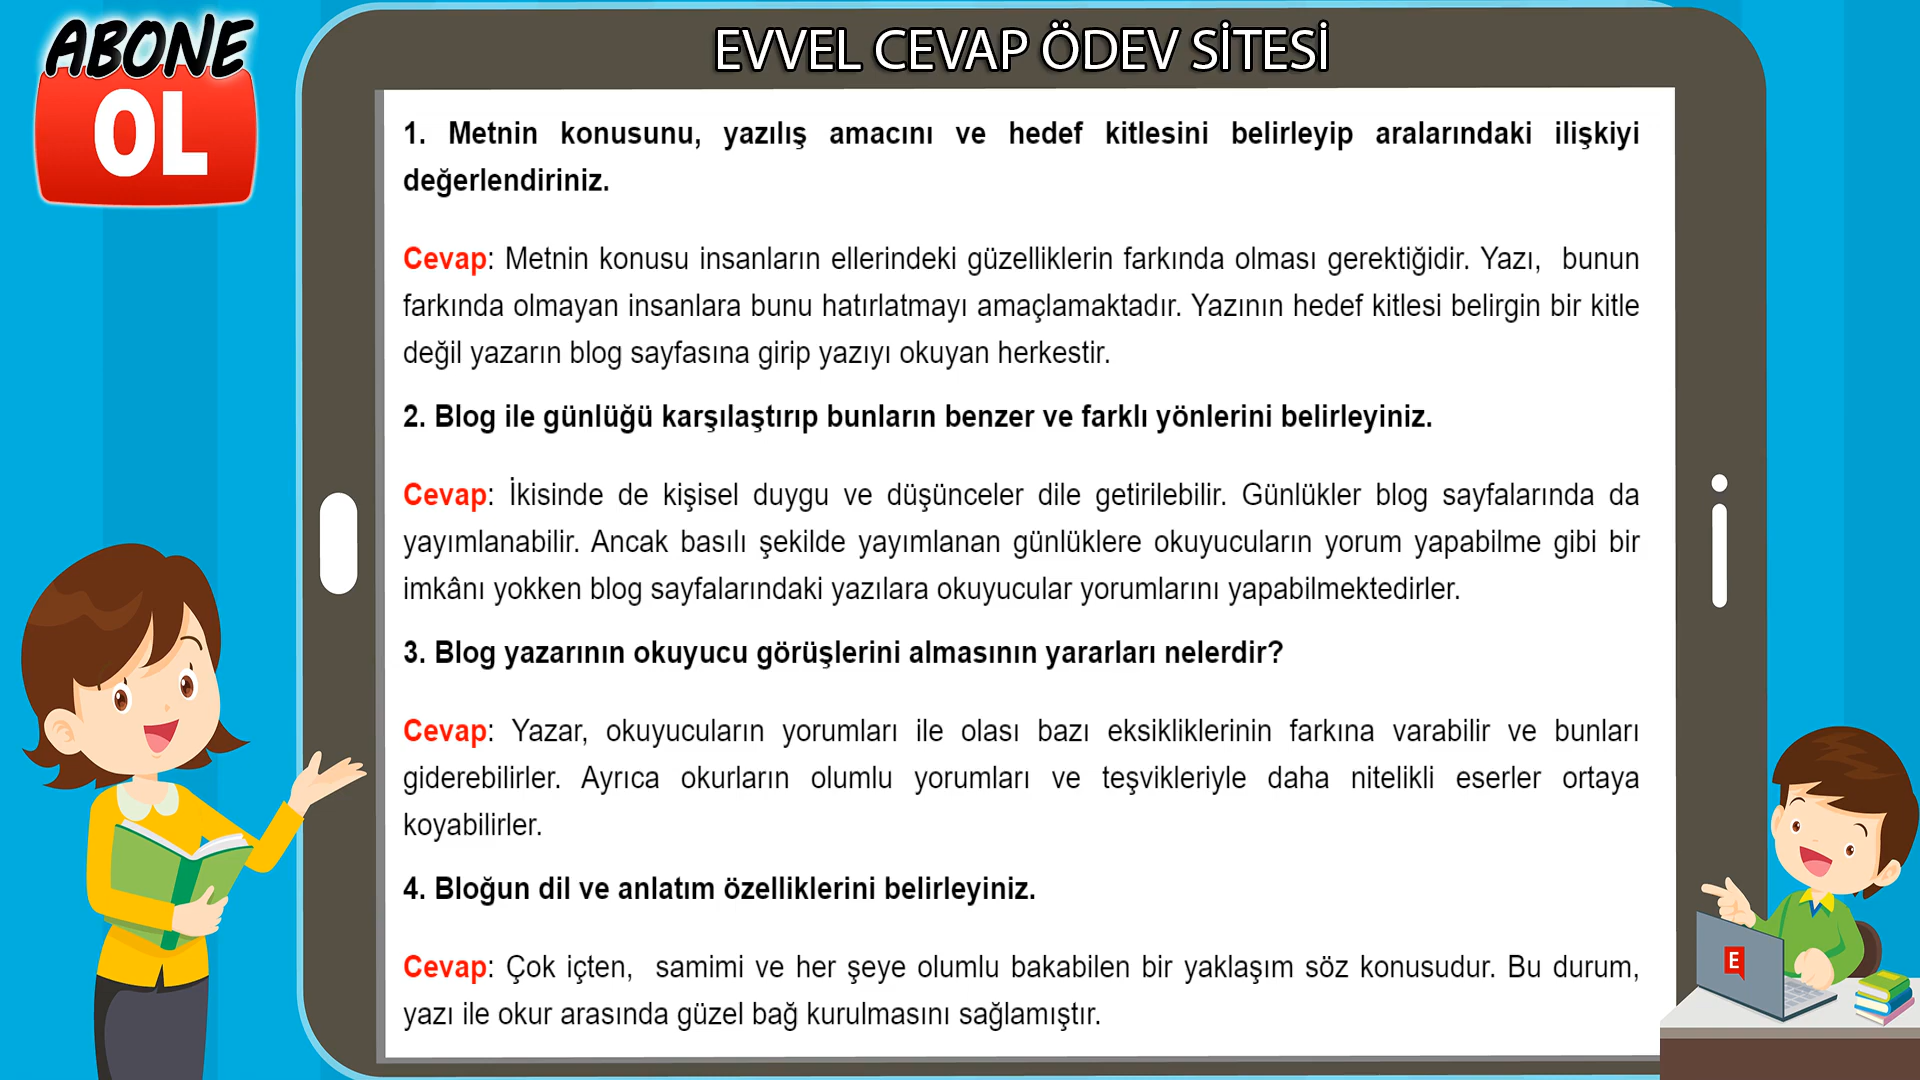 ABONE
OL
EVVEL CEVAP ÖDEV SİTESİ
1. Metnin konusunu, yazılış amacını ve hedef kitlesini belirleyip aralarındaki ilişkiyi
değerlendiriniz.
Cevap: Metnin konusu insanların ellerindeki güzelliklerin farkında olması gerektiğidir. Yazı, bunun
farkında olmayan insanlara bunu hatırlatmayı amaçlamaktadır. Yazının hedef kitlesi belirgin bir kitle
değil yazarın blog sayfasına girip yazıyı okuyan herkestir.
2. Blog ile günlüğü karşılaştırıp bunların benzer ve farklı yönlerini belirleyiniz.
Cevap: İkisinde de kişisel duygu ve düşünceler dile getirilebilir. Günlükler blog sayfalarında da
yayımlanabilir. Ancak basılı şekilde yayımlanan günlüklere okuyucuların yorum yapabilme gibi bir
imkânı yokken blog sayfalarındaki yazılara okuyucular yorumlarını yapabilmektedirler.
3. Blog yazarının okuyucu görüşlerini almasının yararları nelerdir?
Cevap: Yazar, okuyucuların yorumları ile olası bazı eksikliklerinin farkına varabilir ve bunları
giderebilirler. Ayrıca okurların olumlu yorumları ve teşvikleriyle daha nitelikli eserler ortaya
koyabilirler.
4. Bloğun dil ve anlatım özelliklerini belirleyiniz.
Cevap: Çok içten, samimi ve her şeye olumlu bakabilen bir yaklaşım söz konusudur. Bu durum,
yazı ile okur arasında güzel bağ kurulmasını sağlamıştır.
E